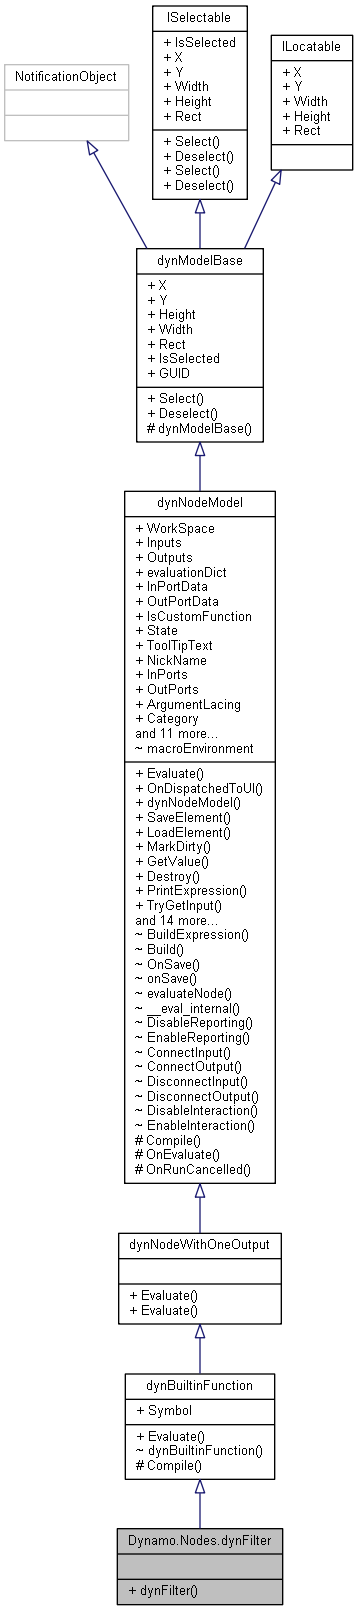 ISelectable
+ IsSelected
+ X
+ Y
+ Width
+ Height
+ Rect
+ Select()
+ Deselect()
+ Select()
+ Deselect()
ILocatable
+ X
+ Y
+ Width
+ Height
+ Rect
NotificationObject
dynModelBase
+ X
+ Y
+ Height
+ Width
+ Rect
+ IsSelected
+ GUID
+ Select()
+ Deselect()
# dynModelBase()
dynNodeModel
+ WorkSpace
+ Inputs
+ Outputs
+ evaluationDict
+ InPortData
+ OutPortData
+ IsCustomFunction
+ State
+ ToolTipText
+ NickName
+ InPorts
+ OutPorts
+ ArgumentLacing
+ Category
and 11 more...
~ macroEnvironment
+ Evaluate()
+ OnDispatchedToUI()
+ dynNodeModel()
+ SaveElement()
+ LoadElement()
+ MarkDirty()
+ GetValue()
+ Destroy()
+ PrintExpression()
+ TryGetInput()
and 14 more...
~ BuildExpression()
~ Build()
~ OnSave()
~ onSave()
~ evaluateNode()
~ __eval_internal()
~ DisableReporting()
~ EnableReporting()
~ ConnectInput()
~ ConnectOutput()
~ DisconnectInput()
~ DisconnectOutput()
~ DisableInteraction()
~ EnableInteraction()
# Compile()
# OnEvaluate()
# OnRunCancelled()
dynNodeWithOneOutput
+ Evaluate()
+ Evaluate()
dynBuiltinFunction
+ Symbol
+ Evaluate()
~ dynBuiltinFunction()
# Compile()
Dynamo.Nodes.dynFilter
+ dynFilter()